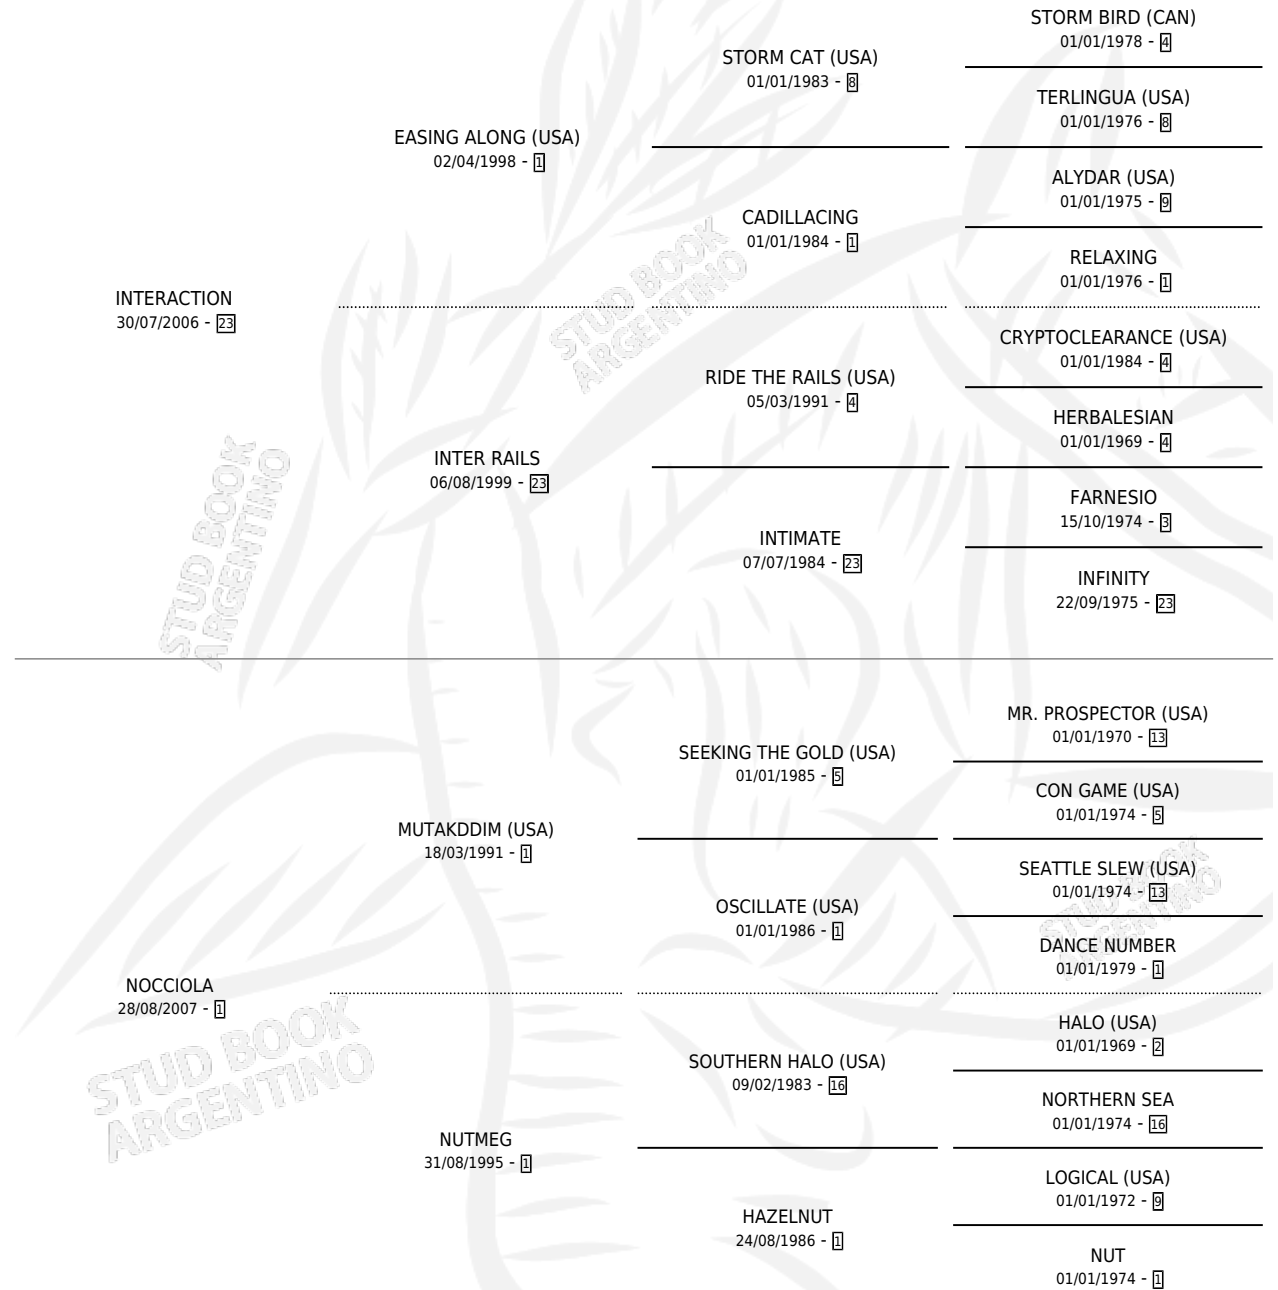 STORM BIRD (CAN)
01/01/1978 - 4
STORM CAT (USA)
01/01/1983 - 8
TERLINGUA (USA)
01/01/1976 - 8
EASING ALONG (USA)
02/04/1998 - 1
ALYDAR (USA)
01/01/1975 - 9
CADILLACING
01/01/1984 - 1
RELAXING
01/01/1976 - 1
INTERACTION
30/07/2006 - 23
STUD BOOK
ARGENTINO
CRYPTOCLEARANCE (USA)
01/01/1984 - 4
RIDE THE RAILS (USA)
05/03/1991 - 4
HERBALESIAN
01/01/1969 - 4
INTER RAILS
06/08/1999 - 23
FARNESIO
15/10/1974 - 3
INTIMATE
07/07/1984 - 23
INFINITY
22/09/1975 - 23
STUD BOOK
ARGENTINO
MR. PROSPECTOR (USA)
01/01/1970 - 13
SEEKING THE GOLD (USA)
01/01/1985 - 5
CON GAME (USA)
01/01/1974 - 5
MUTAKDDIM (USA)
18/03/1991 - 1
SEATTLE SLEW (USA)
01/01/1974 - 13
OSCILLATE (USA)
01/01/1986 - 1
STUD BOOK
ARGENTINO
DANCE NUMBER
01/01/1979 - 1
NOCCIOLA
28/08/2007 - 1
STUD BOOK
ARGENTINO
HALO (USA)
01/01/1969 - 2
SOUTHERN HALO (USA)
09/02/1983 - 16
NORTHERN SEA
01/01/1974 - 16
NUTMEG
31/08/1995 - 1
LOGICAL (USA)
01/01/1972 - 9
HAZELNUT
24/08/1986 - 1
NUT
01/01/1974 - 1